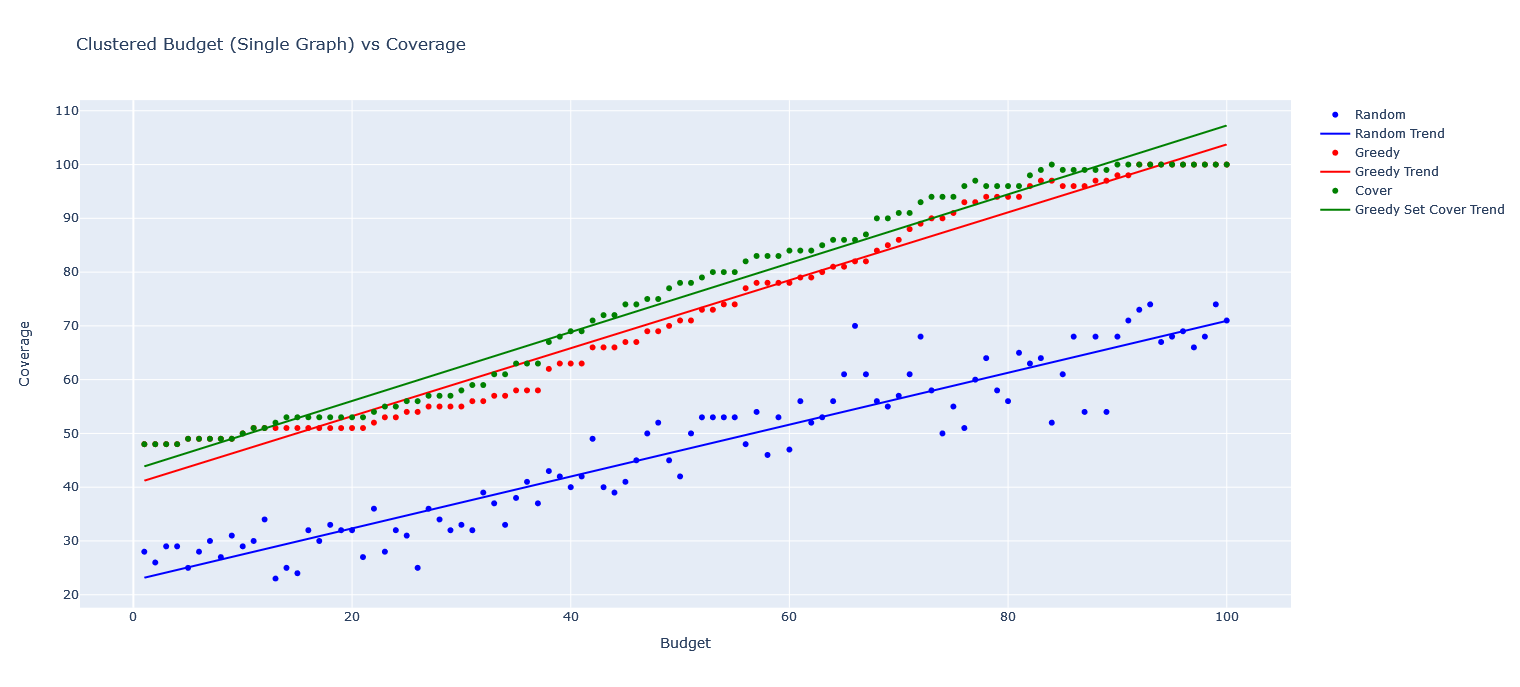 Clustered Budget (Single Graph) vs Coverage
Random
Random Trend
Greedy
Greedy Trend
Cover
Greedy Set Cover Trend
Coverage
110
100
90
80
70
60
50
40
30
20
0
20
40
60
80
100
Budget